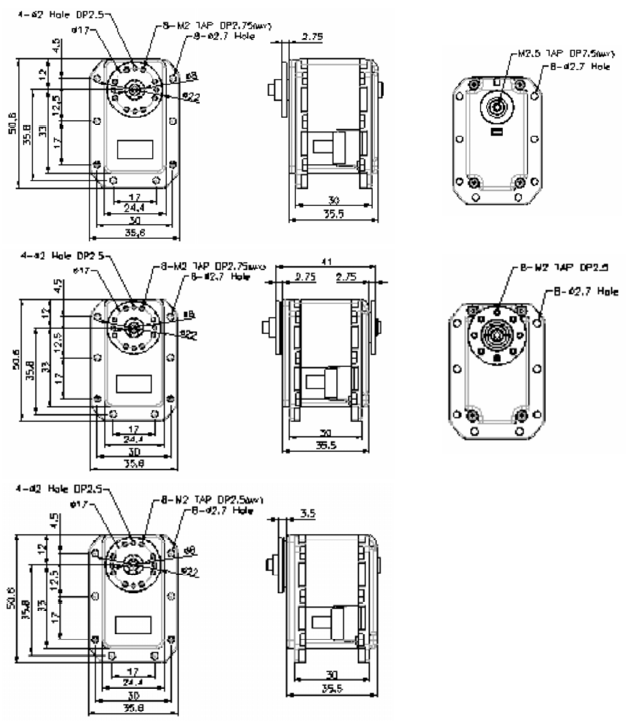 4-ø2 Hole DP2.5
8-M2 TAP DP2.75(MAX)
ø17
8-ø2.7 Hole
2.75
M2.5 TAP DP7.5(MAX)
8-ø2.7 Hole
4.5
12
ø8
ø22
50.6
35.8
33
12.5
17
17
24.4
30
35.6
30
35.5
4-ø2 Hole DP2.5
8-M2 TAP DP2.75(MAX)
ø17
8-ø2.7 Hole
41
2.75
2.75
8-M2 TAP DP2.5
8-ø2.7 Hole
4.5
12
ø8
ø22
50.6
35.8
33
12.5
17
17
24.4
30
35.6
30
35.5
4-ø2 Hole DP2.5
8-M2 TAP DP2.5(MAX)
ø17
8-ø2.7 Hole
3.5
4.5
12
ø8
ø22
50.6
35.8
33
12.5
17
17
24.4
30
35.6
30
35.5